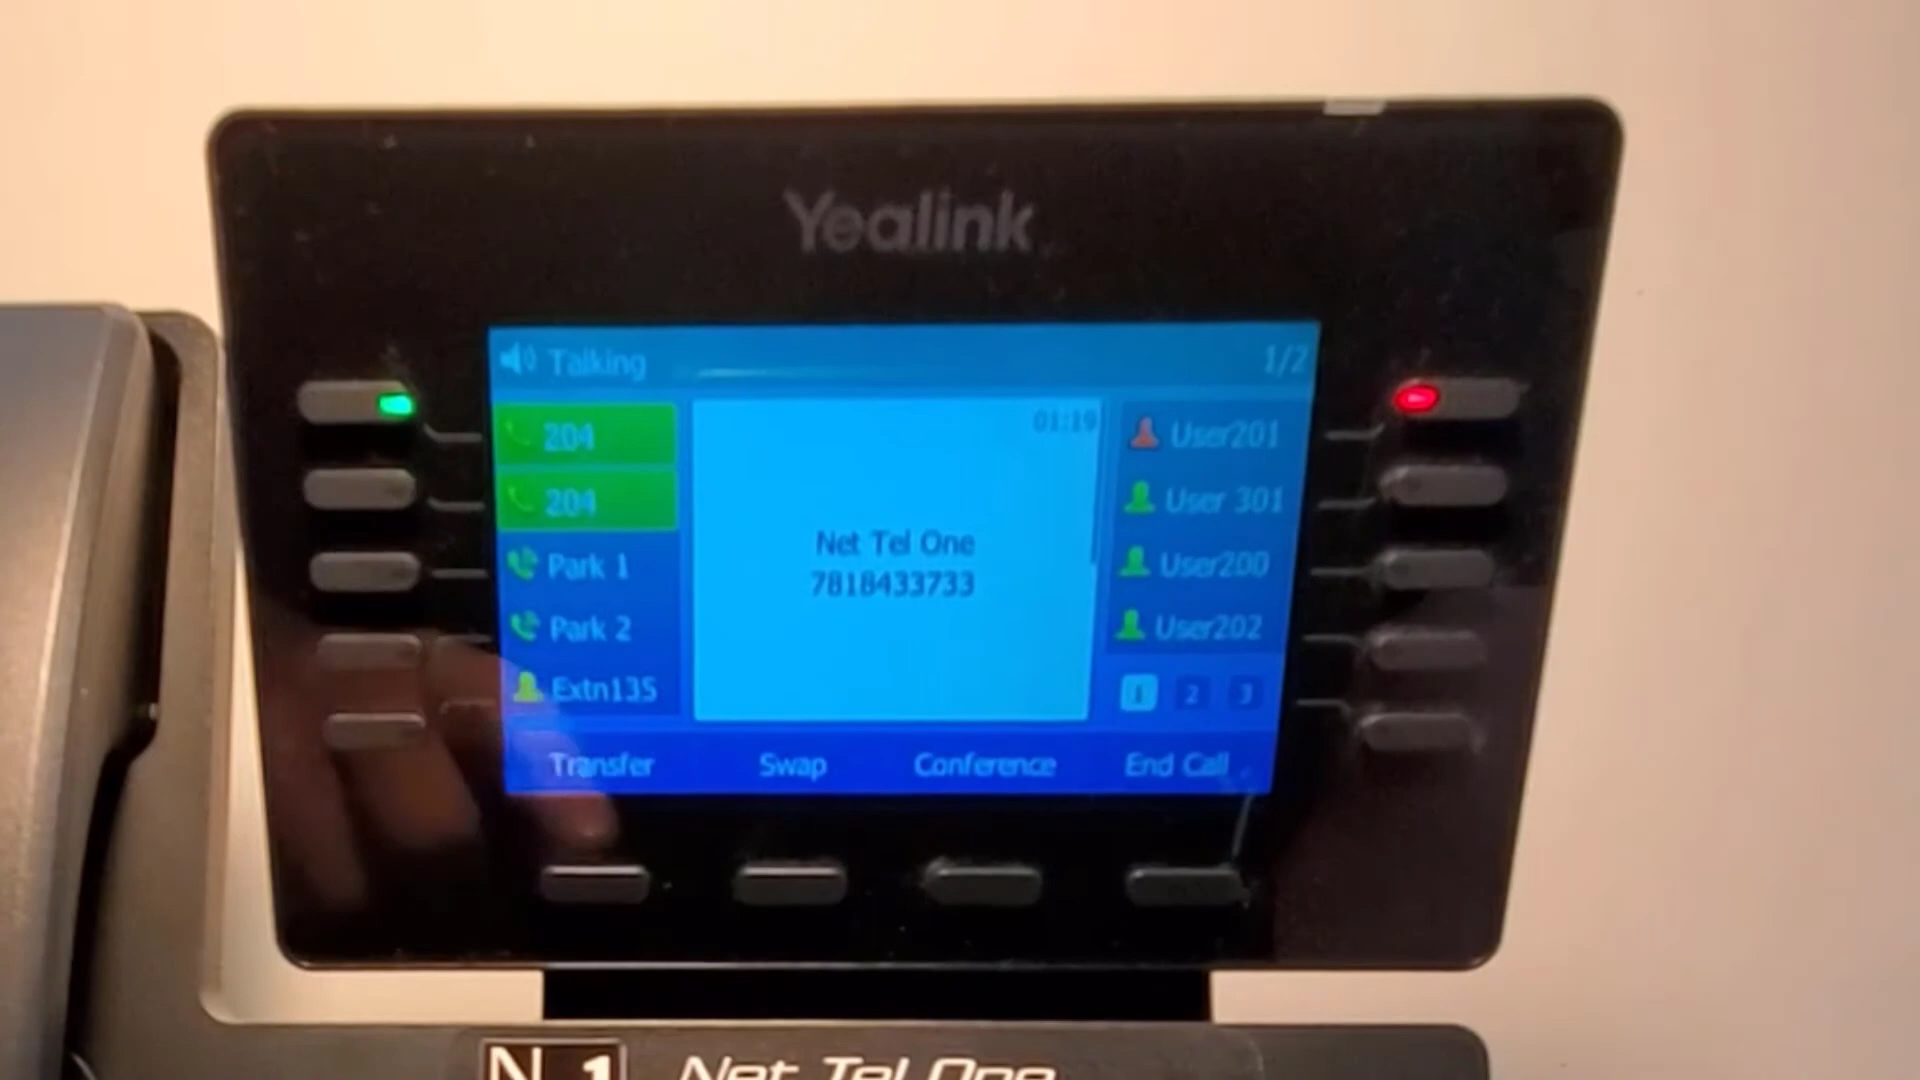 Yealink
Talking 1/2
204
204
Park 1
Park 2
Extn135
01:19
Net Tel One
7818433733
User201
User 301
User200
User202
1 2 3
Transfer Swap Conference End Call
N 1 Net Tel One